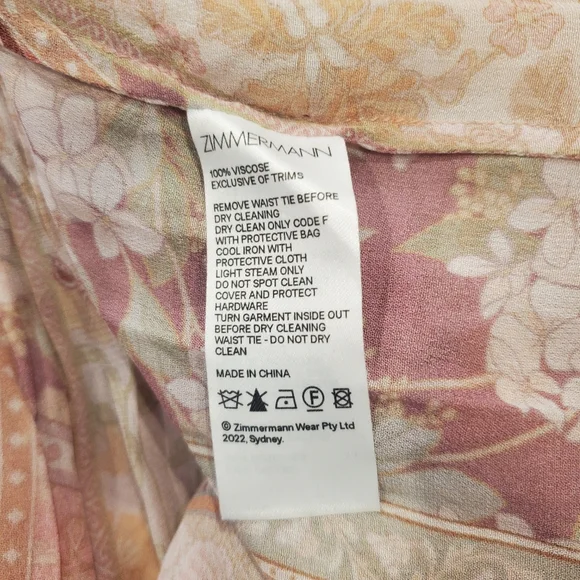 ZIMMERMANN
100% VISCOSE
EXCLUSIVE OF TRIMS
REMOVE WAIST TIE BEFORE
DRY CLEANING
DRY CLEAN ONLY CODE F
WITH PROTECTIVE BAG
COOL IRON WITH
PROTECTIVE CLOTH
LIGHT STEAM ONLY
DO NOT SPOT CLEAN
COVER AND PROTECT
HARDWARE
TURN GARMENT INSIDE OUT
BEFORE DRY CLEANING
WAIST TIE - DO NOT DRY
CLEAN
MADE IN CHINA
F
© Zimmermann Wear Pty Ltd
2022, Sydney.